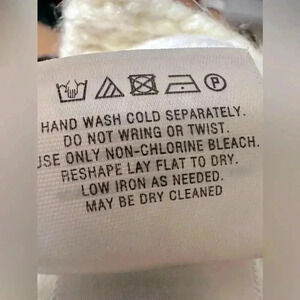 HAND WASH COLD SEPARATELY.
DO NOT WRING OR TWIST.
USE ONLY NON-CHLORINE BLEACH.
RESHAPE LAY FLAT TO DRY.
LOW IRON AS NEEDED.
MAY BE DRY CLEANED